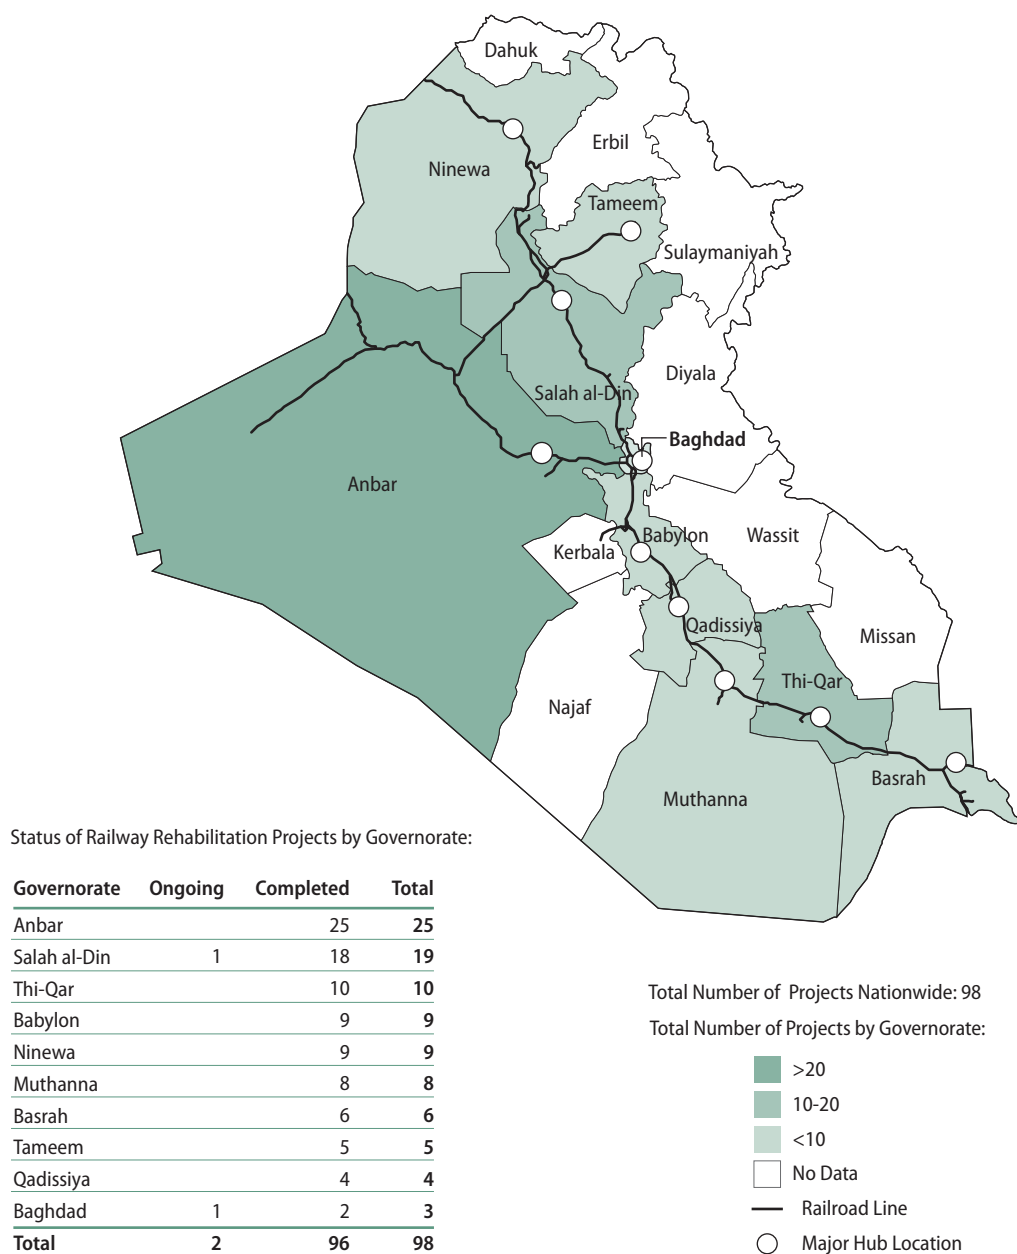 Dahuk
Erbil
Ninewa
Tameem
Sulaymaniyah
Diyala
Salah al-Din
Baghdad
Anbar
Babylon
Wassit
Kerbala
Qadissiya
Missan
Thi-Qar
Najaf
Basrah
Muthanna
Status of Railway Rehabilitation Projects by Governorate:
Governorate Ongoing Completed Total
Anbar 25 25
Salah al-Din 1 18 19
Thi-Qar 10 10
Babylon 9 9
Ninewa 9 9
Muthanna 8 8
Basrah 6 6
Tameem 5 5
Qadissiya 4 4
Baghdad 1 2 3
Total 2 96 98
Total Number of Projects Nationwide: 98
Total Number of Projects by Governorate:
>20
10-20
<10
No Data
Railroad Line
Major Hub Location